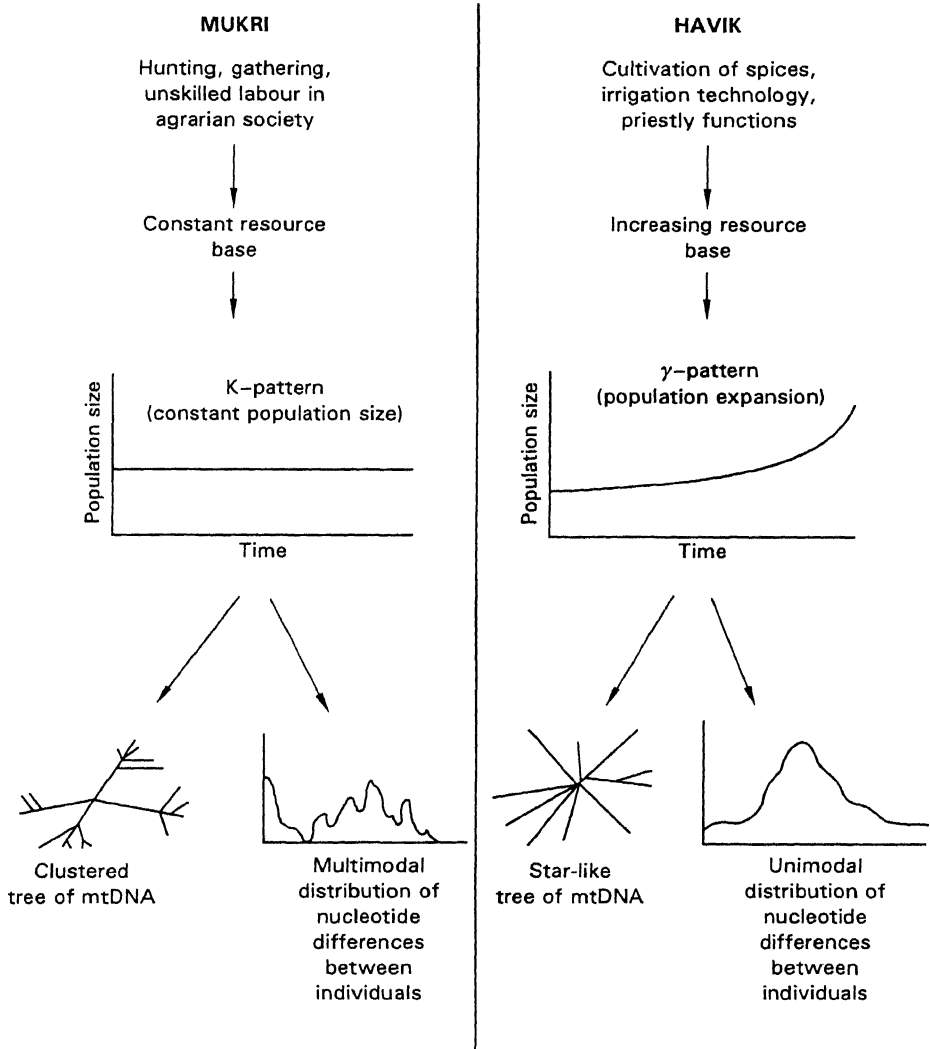 MUKRI
Hunting, gathering,
unskilled labour in
agrarian society
Constant resource
base
K–pattern
(constant population size)
Population size
Time
Clustered
tree of mtDNA
Multimodal
distribution of
nucleotide
differences
between
individuals
HAVIK
Cultivation of spices,
irrigation technology,
priestly functions
Increasing resource
base
γ–pattern
(population expansion)
Population size
Time
Star-like
tree of mtDNA
Unimodal
distribution of
nucleotide
differences
between
individuals